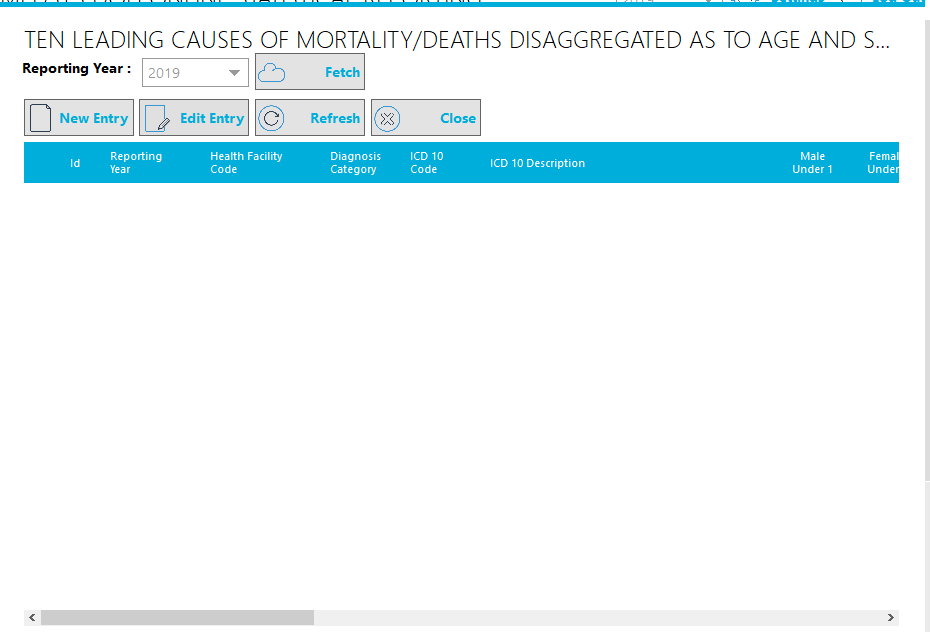 TEN LEADING CAUSES OF MORTALITY/DEATHS DISAGGREGATED AS TO AGE AND S...
Reporting Year : 2019 Fetch
New Entry Edit Entry Refresh Close
Id Reporting Year Health Facility Code Diagnosis Category ICD 10 Code ICD 10 Description Male Under 1 Femal Under